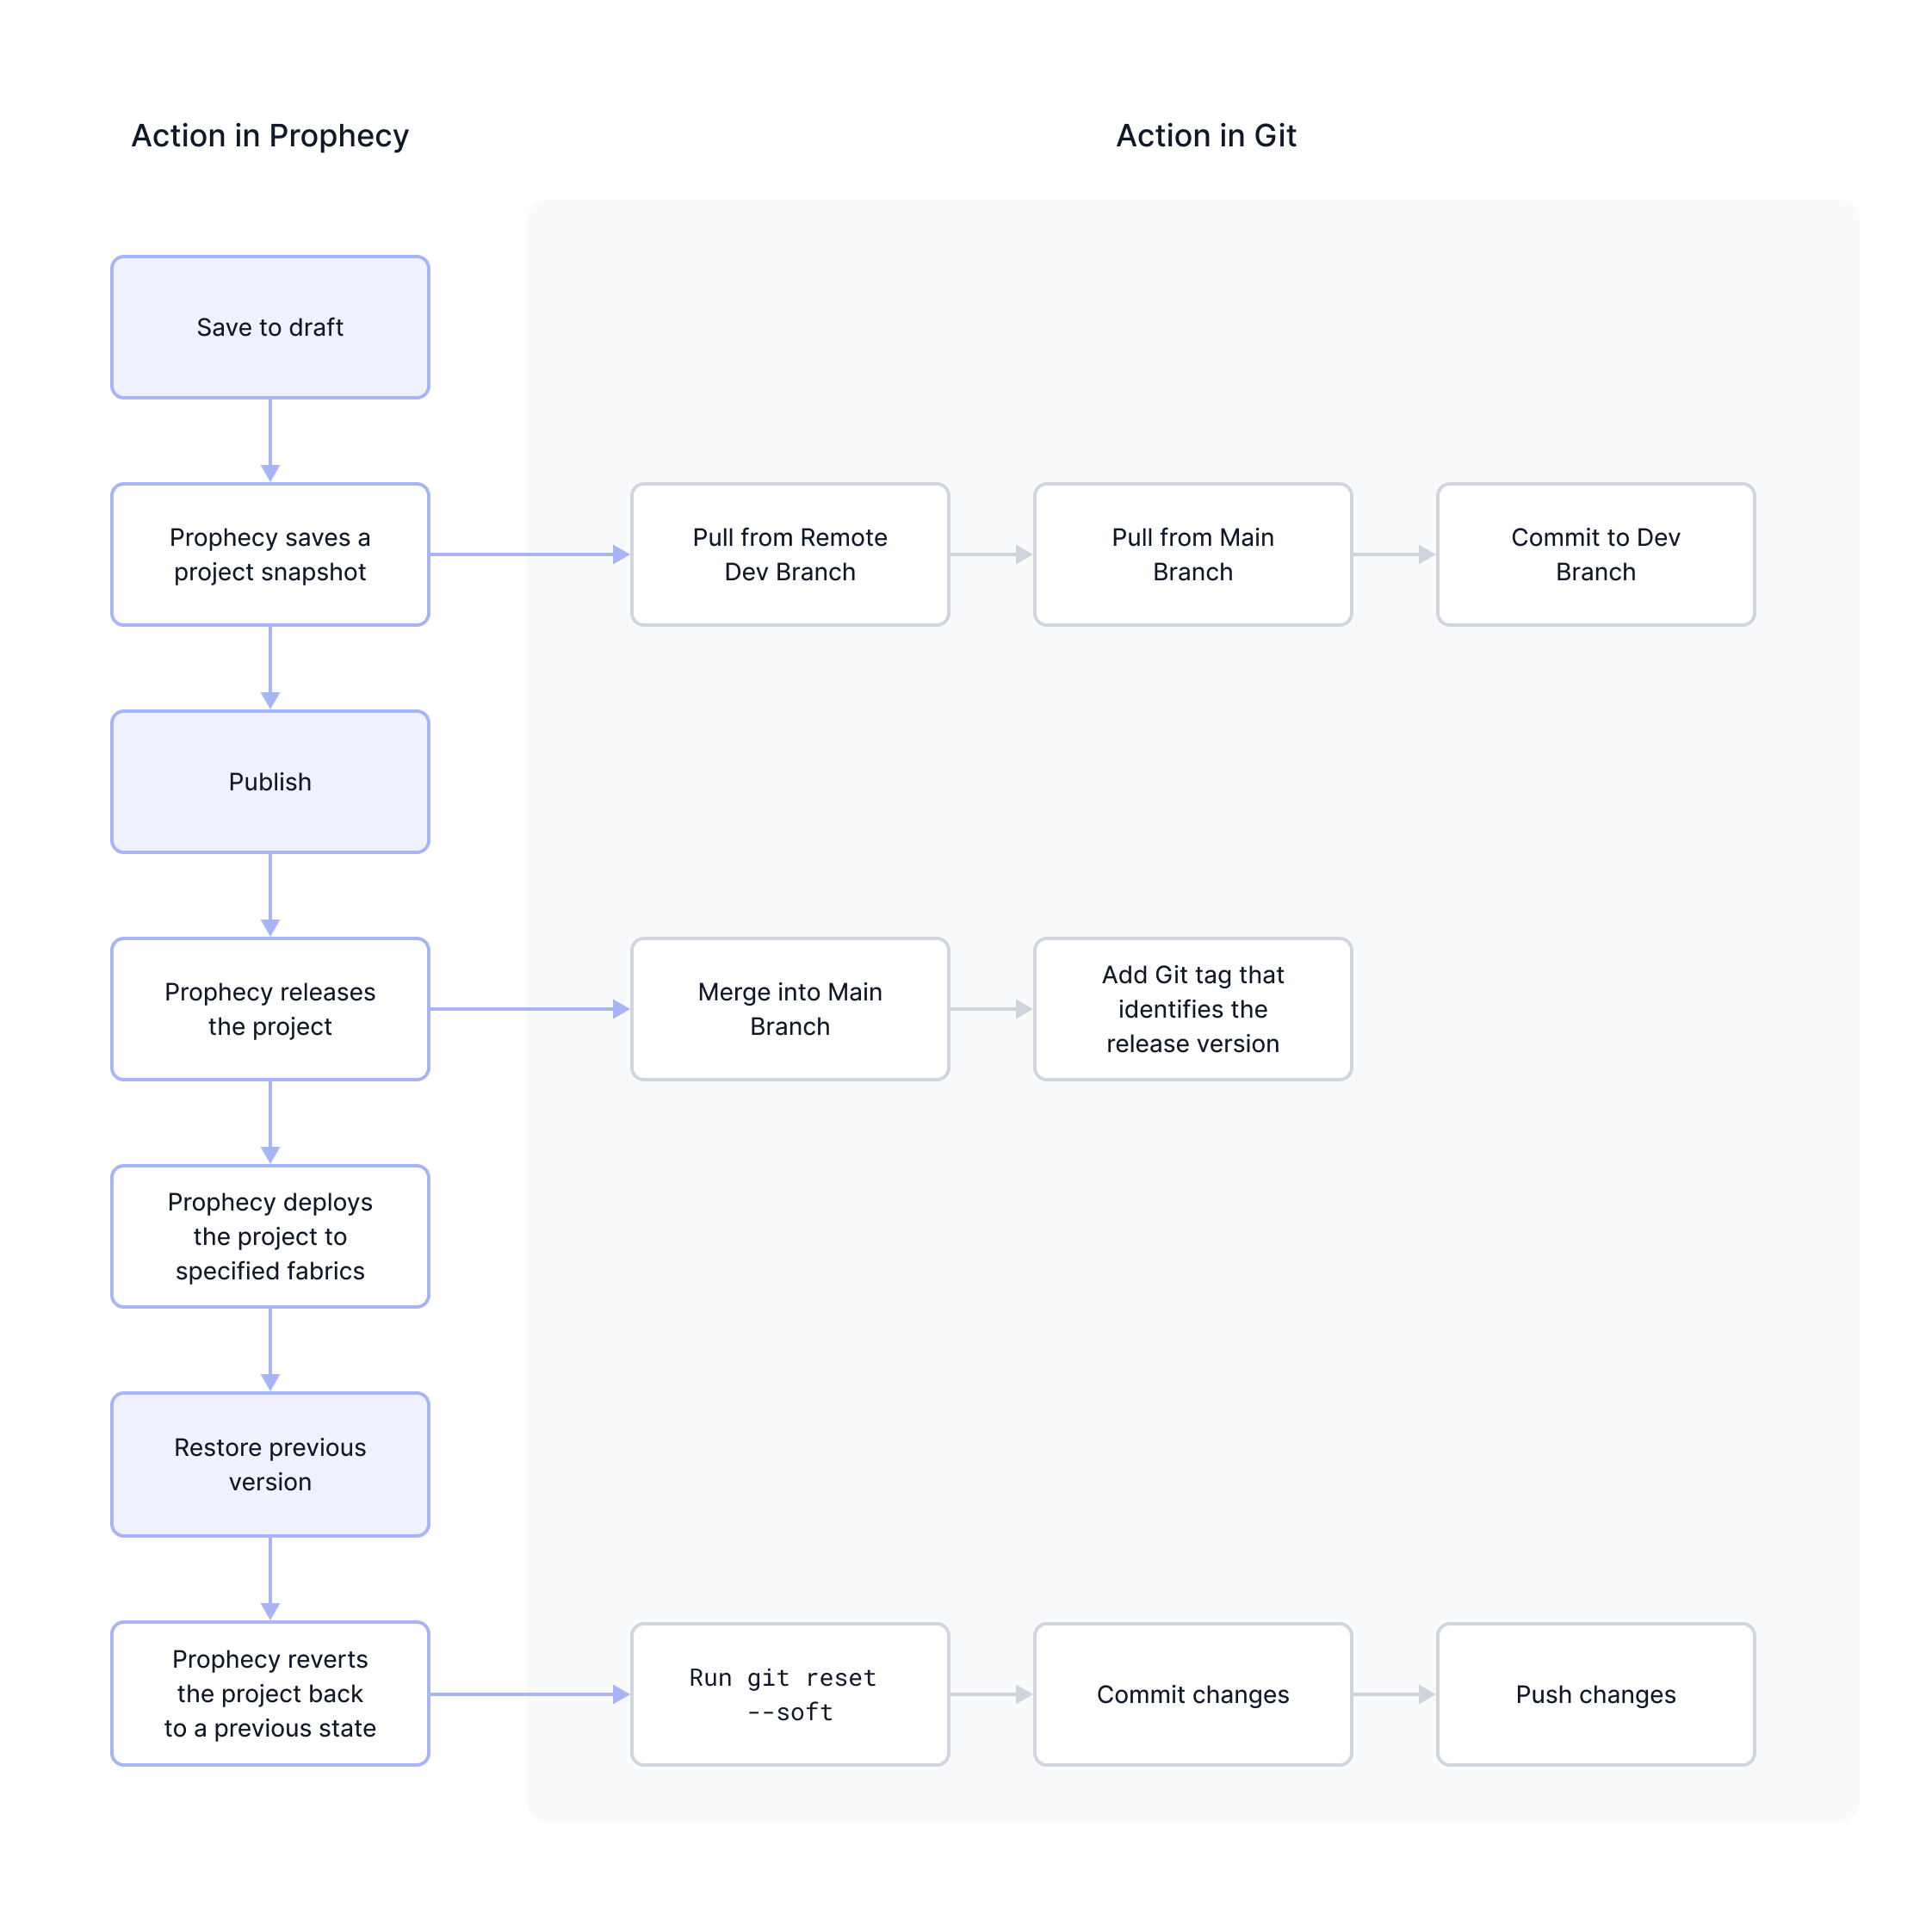 Action in Prophecy
Action in Git
Save to draft
Prophecy saves a
project snapshot
Pull from Remote
Dev Branch
Pull from Main
Branch
Commit to Dev
Branch
Publish
Prophecy releases
the project
Merge into Main
Branch
Add Git tag that
identifies the
release version
Prophecy deploys
the project to
specified fabrics
Restore previous
version
Prophecy reverts
the project back
to a previous state
Run git reset
--soft
Commit changes
Push changes